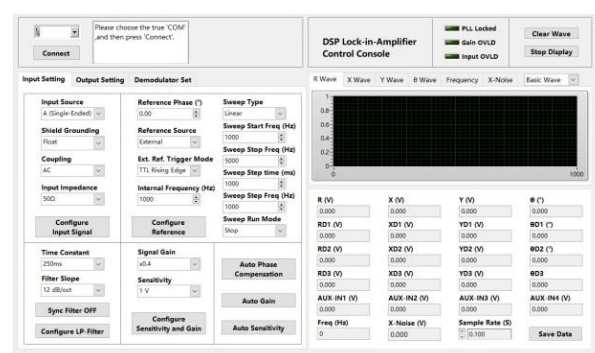 Please choose the true 'COM'
,and then press 'Connect'.
Connect
DSP Lock-in-Amplifier
Control Console
PLL Locked
Gain OVLD
Input OVLD
Clear Wave
Stop Display
Input Setting Output Setting Demodulator Set
Input Source
A (Single-Ended)
Shield Grounding
Float
Coupling
AC
Input Impedance
50Ω
Configure
Input Signal
Reference Phase (°)
0.00
Reference Source
External
Ext. Ref. Trigger Mode
TTL Rising Edge
Internal Frequency (Hz)
1000
Configure
Reference
Sweep Type
Linear
Sweep Start Freq (Hz)
1000
Sweep Stop Freq (Hz)
5000
Sweep Step time (ms)
1000
Sweep Step Freq (Hz)
1000
Sweep Run Mode
Stop
Time Constant
250ms
Filter Slope
12 dB/oct
Sync Filter OFF
Configure LP-Filter
Signal Gain
x0.4
Sensitivity
1 V
Configure
Sensitivity and Gain
Auto Phase
Compensation
Auto Gain
Auto Sensitivity
R Wave X Wave Y Wave θ Wave Frequency X-Noise Basic Wave
1-
0.8-
0.6-
0.4-
0.2-
0-
0 1000
R (V) X (V) Y (V) θ (°)
0.000 0.000 0.000 0.000
RD1 (V) XD1 (V) YD1 (V) θD1 (°)
0.000 0.000 0.000 0.000
RD2 (V) XD2 (V) YD2 (V) θD2 (°)
0.000 0.000 0.000 0.000
RD3 (V) XD3 (V) YD3 (V) θD3
0.000 0.000 0.000 0.000
AUX-IN1 (V) AUX-IN2 (V) AUX-IN3 (V) AUX-IN4 (V)
0.000 0.000 0.000 0.000
Freq (Hz) X-Noise (V) Sample Rate (S)
0 0.000 0.100 Save Data